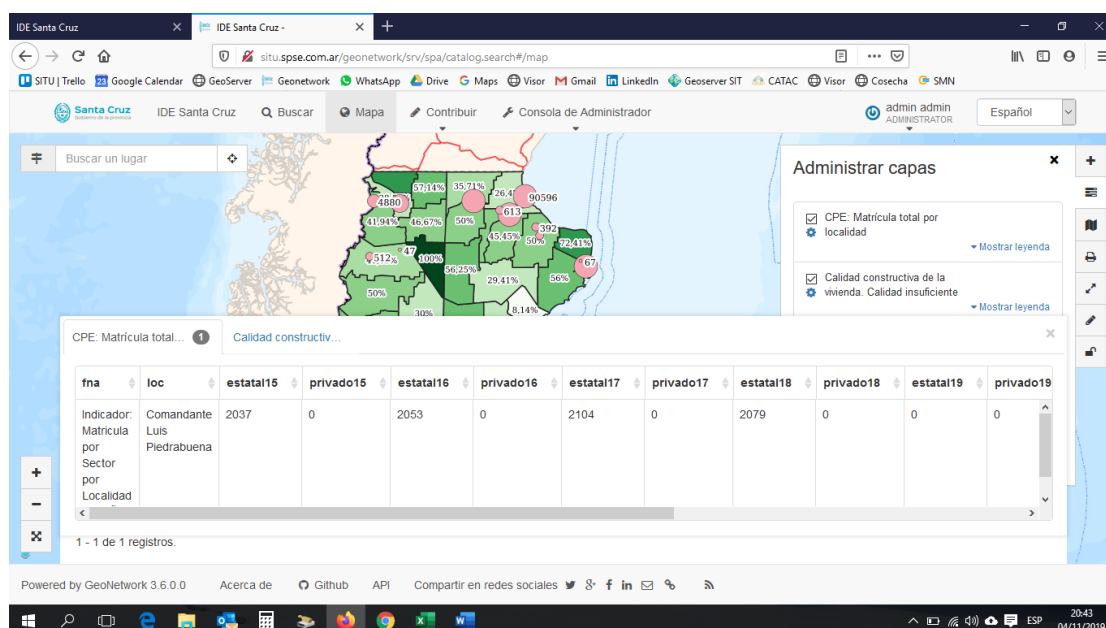 IDE Santa Cruz
IDE Santa Cruz -
situ.spse.com.ar/geonetwork/srv/spa/catalog.search#/map
SITU | Trello 23 Google Calendar GeoServer Geonetwork WhatsApp Drive G Maps Visor Gmail LinkedIn Geoserver SIT CATAC Visor Cosecha SMN
Santa Cruz IDE Santa Cruz Buscar Mapa Contribuir Consola de Administrador admin admin Español
ADMINISTRATOR
Buscar un lugar
Administrar capas
CPE: Matrícula total por
localidad
Mostrar leyenda
Calidad constructiva de la
vivienda. Calidad insuficiente
Mostrar leyenda
57,14% 35,71% 26,4 90596
4880 613
41,94% 46,67% 50% 45,45% 50% 392 72,41%
512 47 100% 56,25% 67
29,41% 56%
50%
30% 8,14%
CPE: Matrícula total... 1 Calidad constructiv...
fna loc estatal15 privado15 estatal16 privado16 estatal17 privado17 estatal18 privado18 estatal19 privado19
Indicador: Comandante 2037 0 2053 0 2104 0 2079 0 0 0
Matricula Luis
por Piedrabuena
Sector
por
Localidad
1 - 1 de 1 registros.
Powered by GeoNetwork 3.6.0.0 Acerca de Github API Compartir en redes sociales
ESP 20:43
04/11/2019